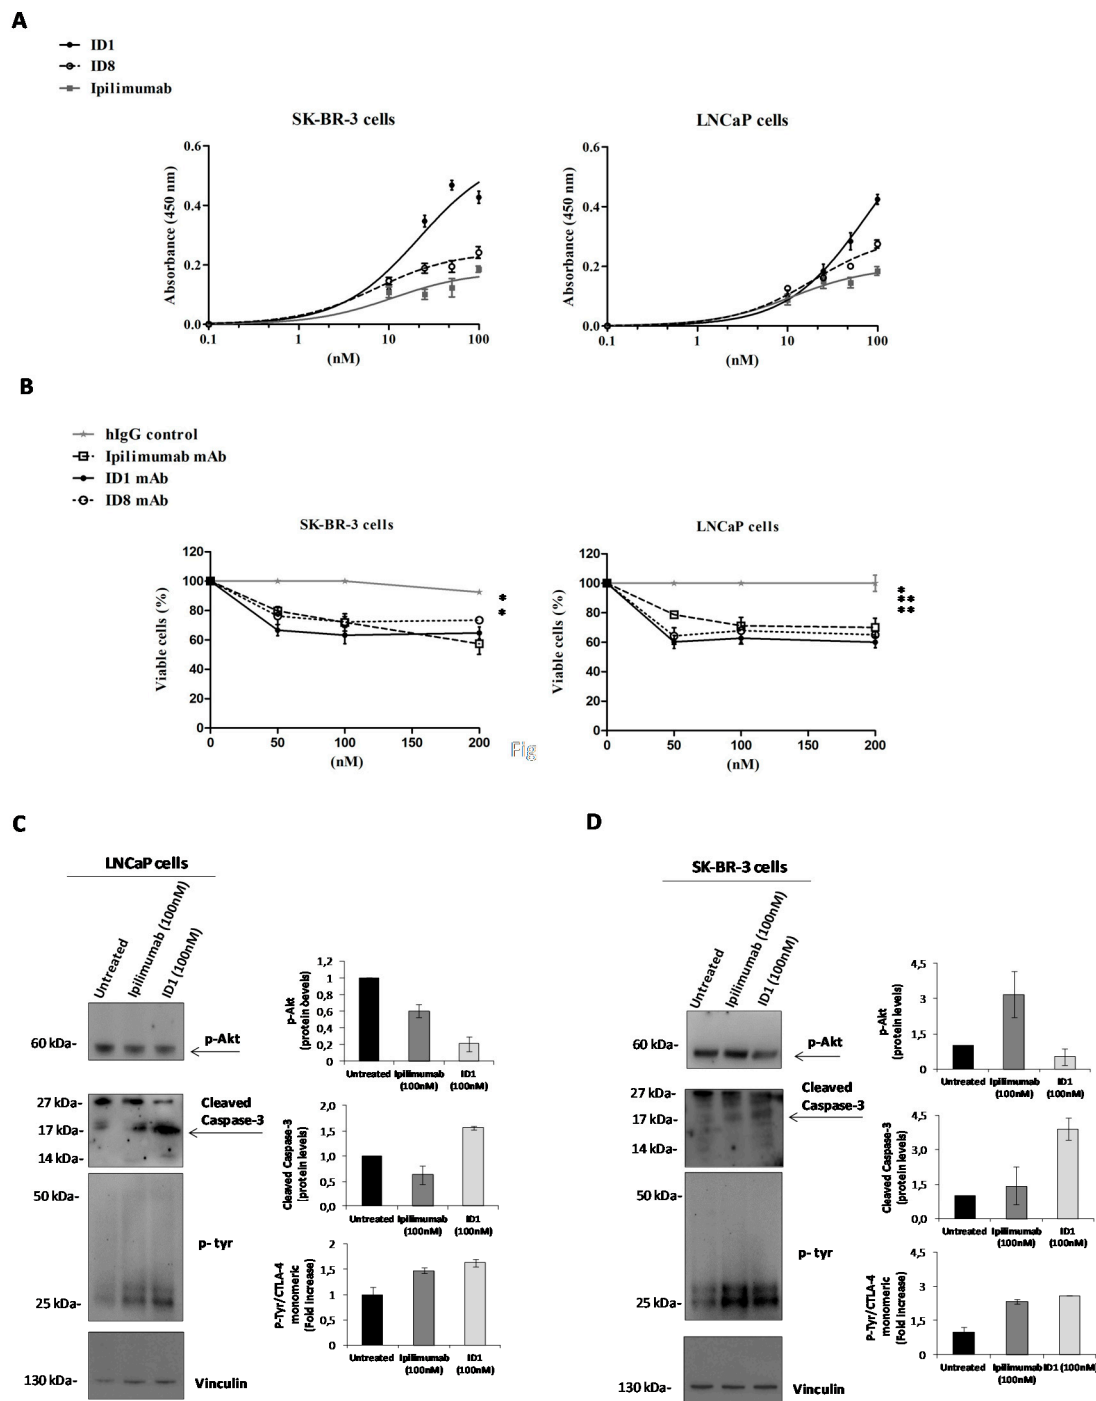 A
ID1
ID8
Ipilimumab
SK-BR-3 cells
LNCaP cells
Absorbance (450 nm)
0.6
0.4
0.2
0.0
0.1
1
10
100
(nM)
Absorbance (450 nm)
0.6
0.4
0.2
0.0
0.1
1
10
100
(nM)
B
hIgG control
Ipilimumab mAb
ID1 mAb
ID8 mAb
SK-BR-3 cells
LNCaP cells
Viable cells (%)
120
100
80
60
40
20
0
0
50
100
150
200
(nM)
*
*
Fig
Viable cells (%)
120
100
80
60
40
20
0
0
50
100
150
200
(nM)
*
**
**
C
LNCaP cells
Untreated
Ipilimumab (100nM)
ID1 (100nM)
60 kDa-
p-Akt
27 kDa-
17 kDa-
14 kDa-
Cleaved
Caspase-3
50 kDa-
25 kDa-
p- tyr
130 kDa-
Vinculin
p-Akt
(protein levels)
1,2
1
0,8
0,6
0,4
0,2
0
Untreated
Ipilimumab
(100nM)
ID1
(100nM)
Cleaved Caspase-3
(protein levels)
2,0
1,5
1,0
0,5
0,0
Untreated
Ipilimumab
(100nM)
ID1
(100nM)
P-Tyr/CTLA-4
monomeric
(Fold increase)
2
1,5
1
0,5
0
Untreated
Ipilimumab
(100nM)
ID1
(100nM)
D
SK-BR-3 cells
Untreated
Ipilimumab (100nM)
ID1 (100nM)
60 kDa-
p-Akt
27 kDa-
17 kDa-
14 kDa-
Cleaved
Caspase-3
50 kDa-
25 kDa-
p- tyr
130 kDa-
Vinculin
p-Akt
(protein levels)
4,5
3
1,5
0
Untreated
Ipilimumab
(100nM)
ID1
(100nM)
Cleaved Caspase-3
(protein levels)
4,5
3,0
1,5
0,0
Untreated
Ipilimumab
(100nM)
ID1
(100nM)
P-Tyr/CTLA-4
monomeric
(Fold increase)
4,5
3
1,5
0
Untreated
Ipilimumab
(100nM)
ID1 (100nM)